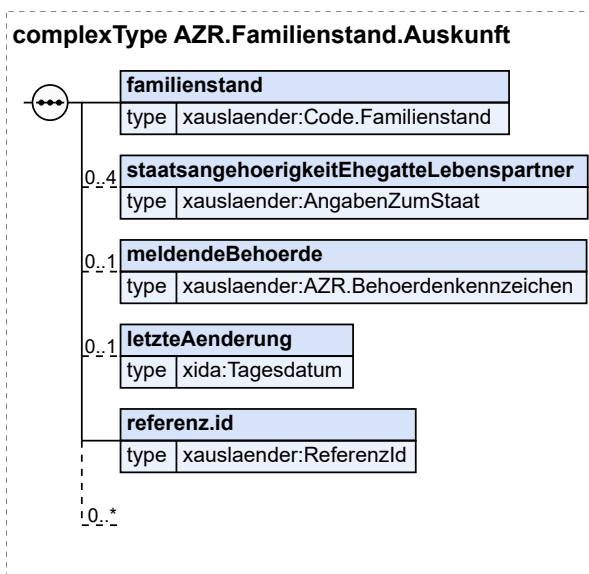 complexType AZR.Familienstand.Auskunft
familienstand
type xauslaender:Code.Familienstand
0..4 staatsangehoerigkeitEhegatteLebenspartner
type xauslaender:AngabenZumStaat
0..1 meldendeBehoerde
type xauslaender:AZR.Behoerdenkennzeichen
0..1 letzteAenderung
type xida:Tagesdatum
referenz.id
type xauslaender:ReferenzId
0..*